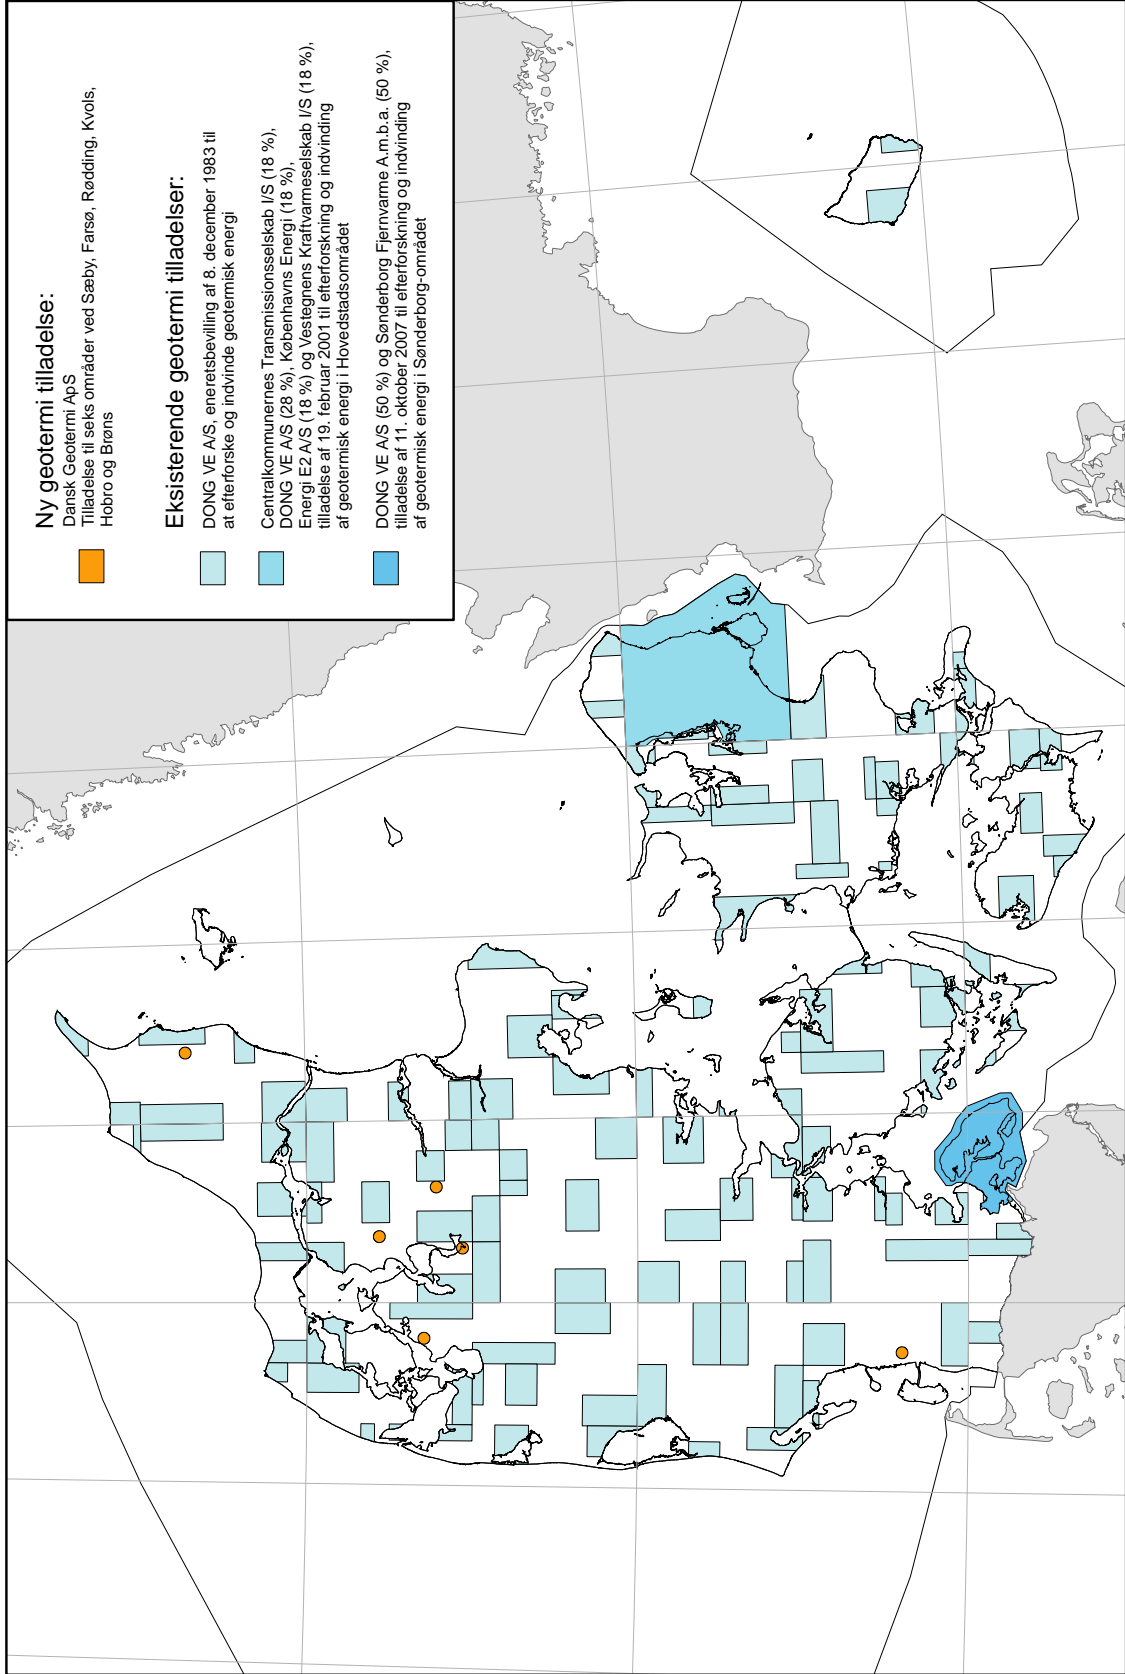 Ny geotermi tilladelse:
Dansk Geotermi ApS
Tilladelse til seks områder ved Sæby, Farsø, Rødding, Kvols,
Hobro og Brøns
Eksisterende geotermi tilladelser:
DONG VE A/S, eneretsbevilling af 8. december 1983 til
at efterforske og indvinde geotermisk energi
Centralkommunernes Transmissionsselskab I/S (18 %),
DONG VE A/S (28 %), Københavns Energi (18 %),
Energi E2 A/S (18 %) og Vestegnens Kraftvarmeselskab I/S (18 %),
tilladelse af 19. februar 2001 til efterforskning og indvinding
af geotermisk energi i Hovedstadsområdet
DONG VE A/S (50 %) og Sønderborg Fjernvarme A.m.b.a. (50 %),
tilladelse af 11. oktober 2007 til efterforskning og indvinding
af geotermisk energi i Sønderborg-området